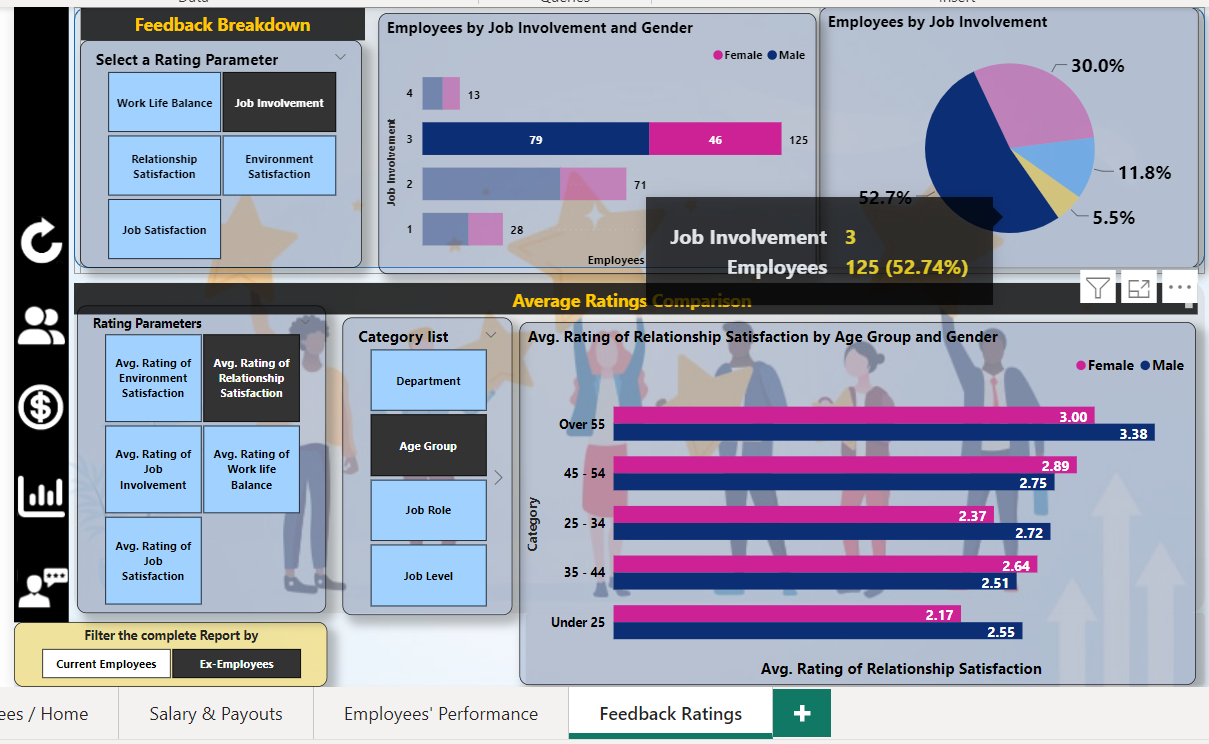 Data
Queries
Insert
Feedback Breakdown
Select a Rating Parameter
Work Life Balance
Job Involvement
Relationship
Satisfaction
Environment
Satisfaction
Job Satisfaction
Employees by Job Involvement and Gender
Female Male
Job Involvement
4
13
3
79
46
125
2
71
1
28
Employees
Employees by Job Involvement
30.0%
11.8%
5.5%
52.7%
Job Involvement 3
Employees 125 (52.74%)
Average Ratings Comparison
Rating Parameters
Avg. Rating of
Environment
Satisfaction
Avg. Rating of
Relationship
Satisfaction
Avg. Rating of
Job
Involvement
Avg. Rating of
Work life
Balance
Avg. Rating of
Job
Satisfaction
Category list
Department
Age Group
Job Role
Job Level
Avg. Rating of Relationship Satisfaction by Age Group and Gender
Female Male
Category
Over 55
3.00
3.38
45 - 54
2.89
2.75
25 - 34
2.37
2.72
35 - 44
2.64
2.51
Under 25
2.17
2.55
Avg. Rating of Relationship Satisfaction
Filter the complete Report by
Current Employees
Ex-Employees
ees / Home
Salary & Payouts
Employees' Performance
Feedback Ratings